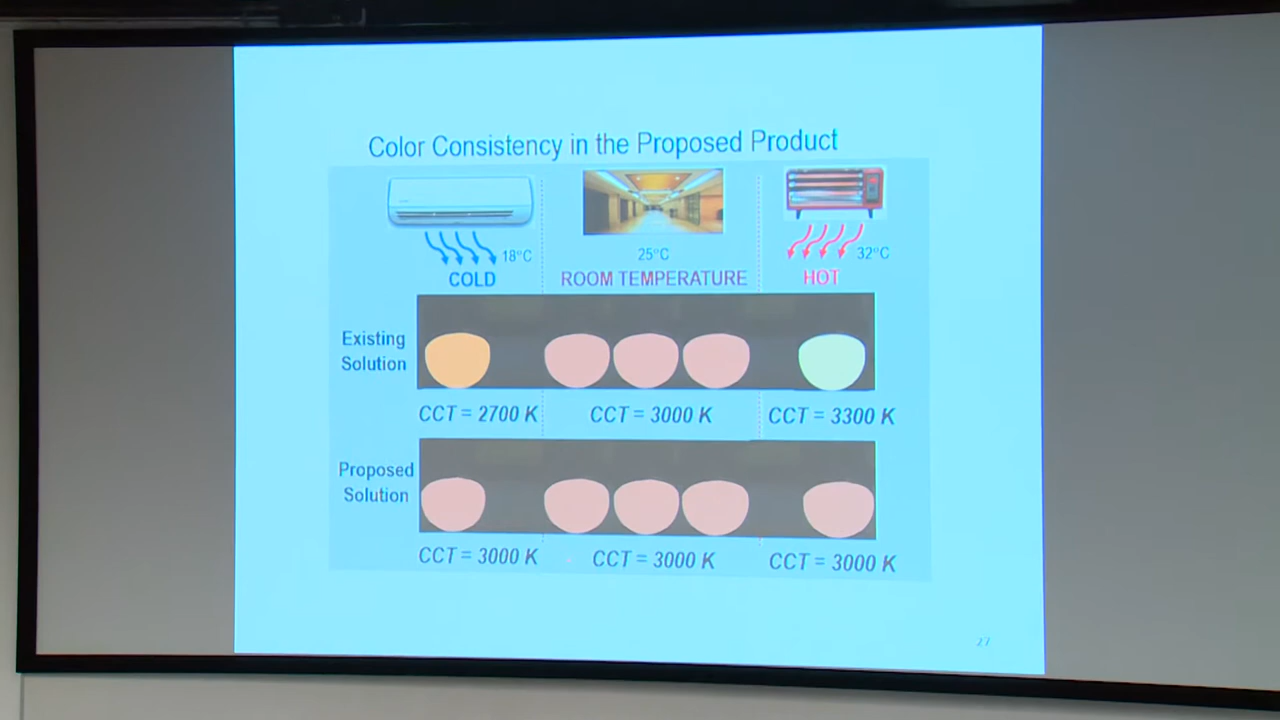 Color Consistency in the Proposed Product
18°C
25°C
32°C
COLD
ROOM TEMPERATURE
HOT
Existing
Solution
CCT = 2700 K
CCT = 3000 K
CCT = 3300 K
Proposed
Solution
CCT = 3000 K
CCT = 3000 K
CCT = 3000 K
27